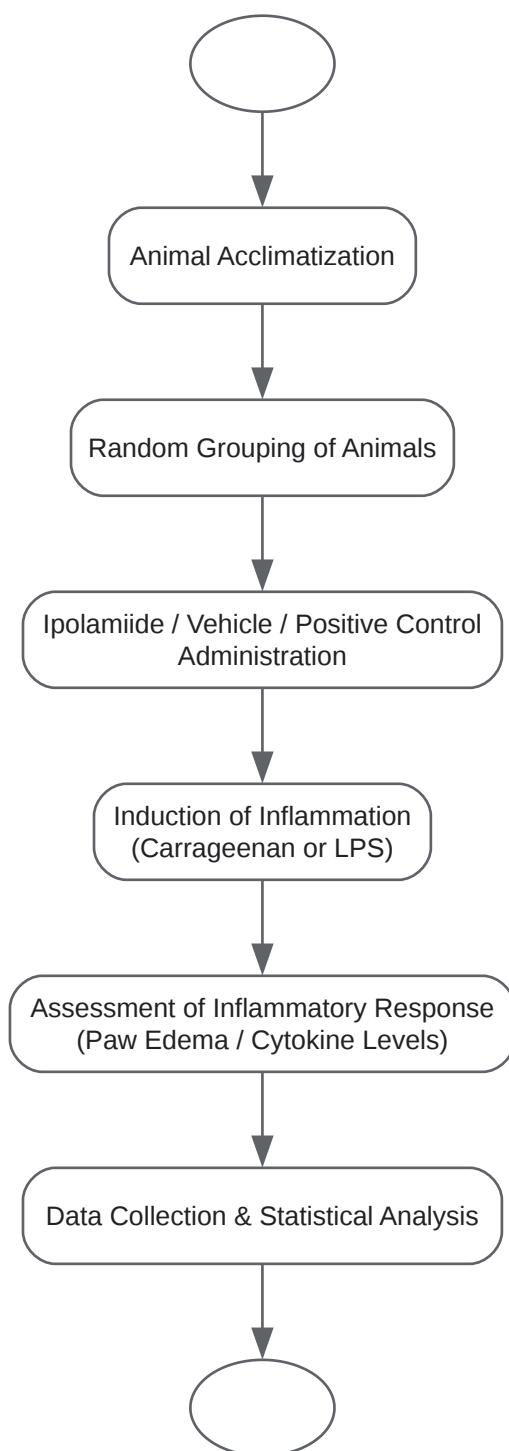 Animal Acclimatization
Random Grouping of Animals
Ipolamiide / Vehicle / Positive Control
Administration
Induction of Inflammation
(Carrageenan or LPS)
Assessment of Inflammatory Response
(Paw Edema / Cytokine Levels)
Data Collection & Statistical Analysis